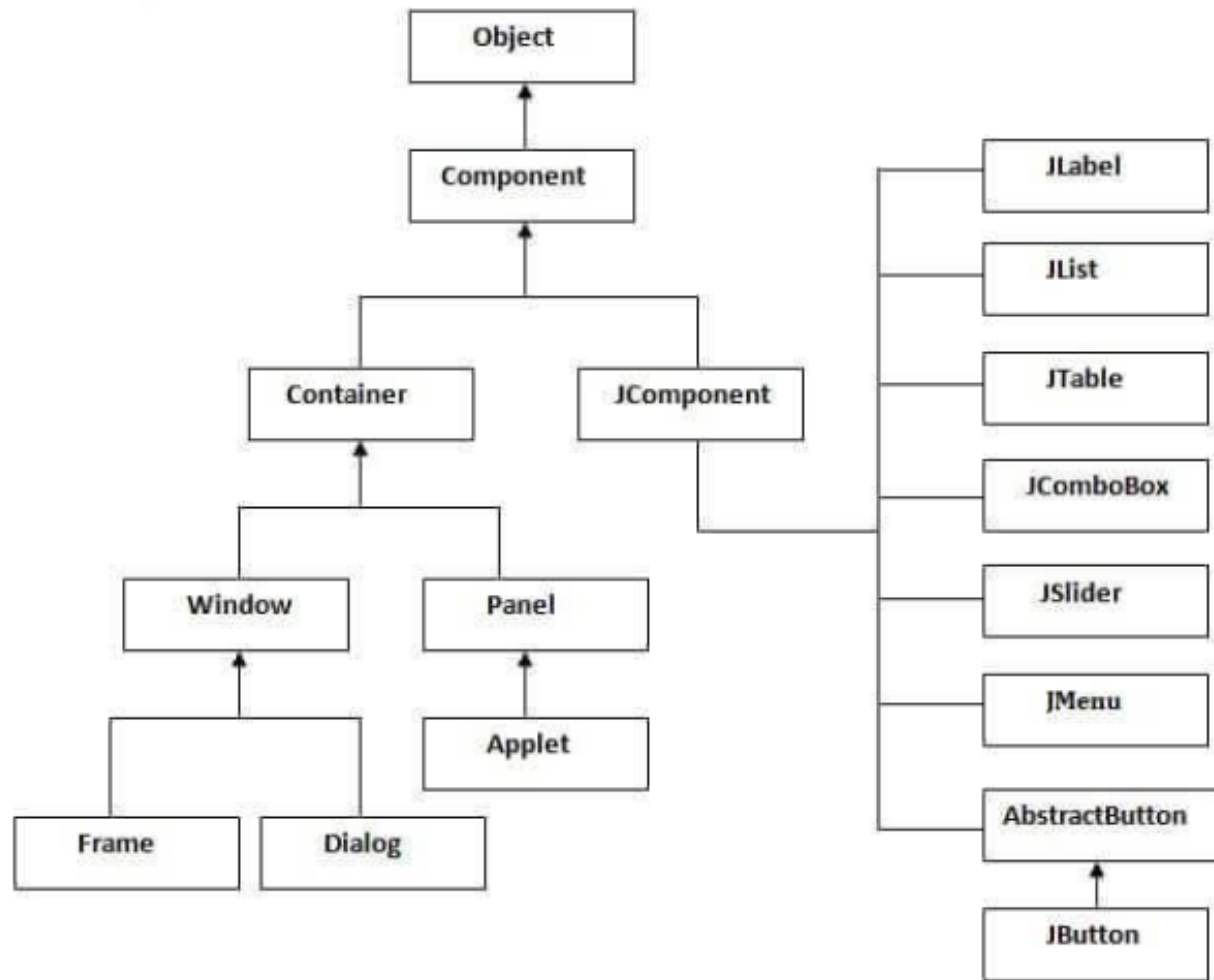 Object
Component
Container
JComponent
Window
Panel
Applet
Frame
Dialog
JLabel
JList
JTable
JComboBox
JSlider
JMenu
AbstractButton
JButton